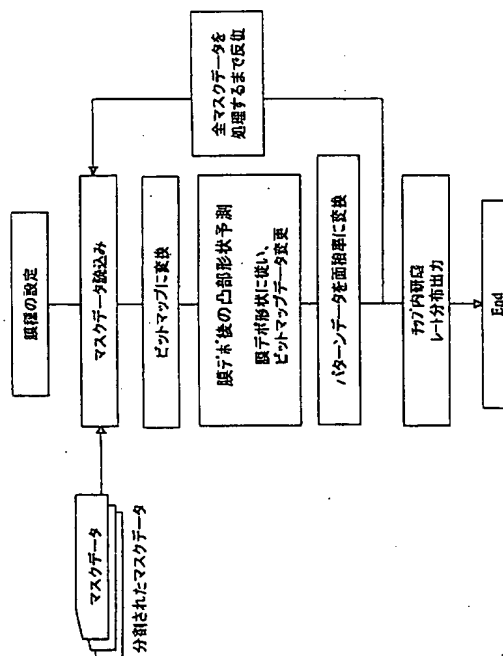 膜種の設定
マスクデータ
分割されたマスクデータ
マスクデータ読込み
ビットマップに変換
膜デポ後の凸部形状予測
膜デポ形状に従い、
ビットマップデータ変更
パターンデータを面積率に変換
全マスクデータを
処理するまで反復
チップ内研磨
レート分布出力
End